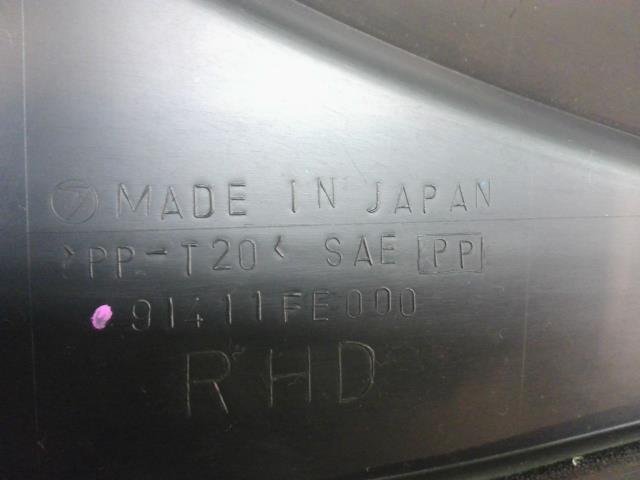 MADE IN JAPAN
>PP-T20< SAE PP
91411FE000
RHD